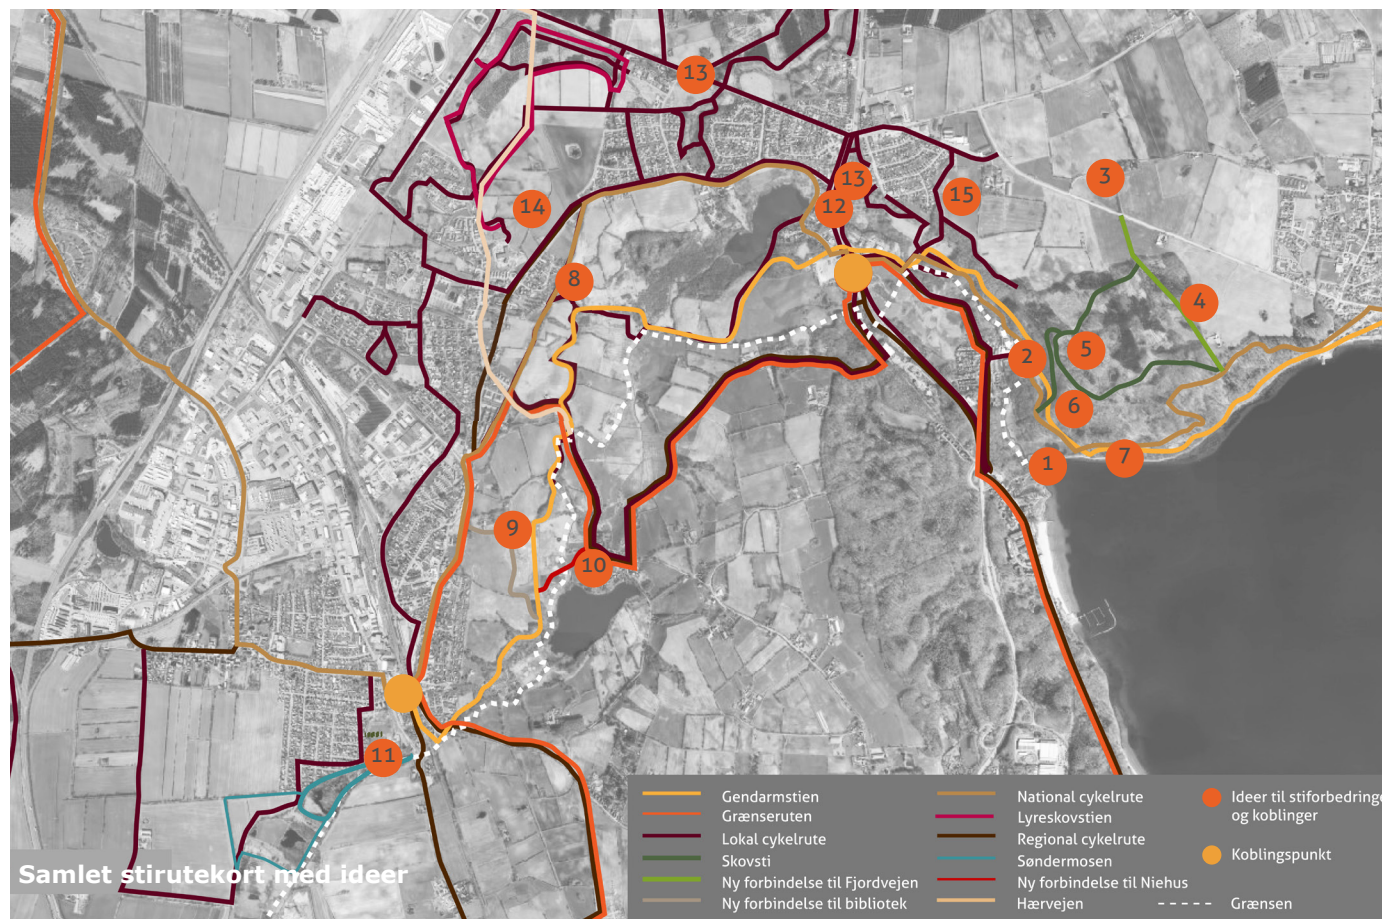 13
3
13
15
14
12
8
4
5
2
6
7
1
9
10
11
Gendarmstien
Grænseruten
Lokal cykelrute
Skovsti
Ny forbindelse til Fjordvejen
Ny forbindelse til bibliotek
National cykelrute
Lyreskovstien
Regional cykelrute
Søndermosen
Ny forbindelse til Niehus
Hærvejen
Ideer til stiforbedringe
og koblinger
Koblingspunkt
Grænsen
Samlet stirutekort med ideer